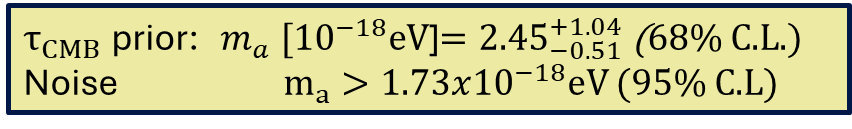 τCMB prior: mₐ [10⁻¹⁸eV]= 2.45+1.04−0.51 (68% C.L.)
Noise mₐ > 1.73x10⁻¹⁸eV (95% C.L)